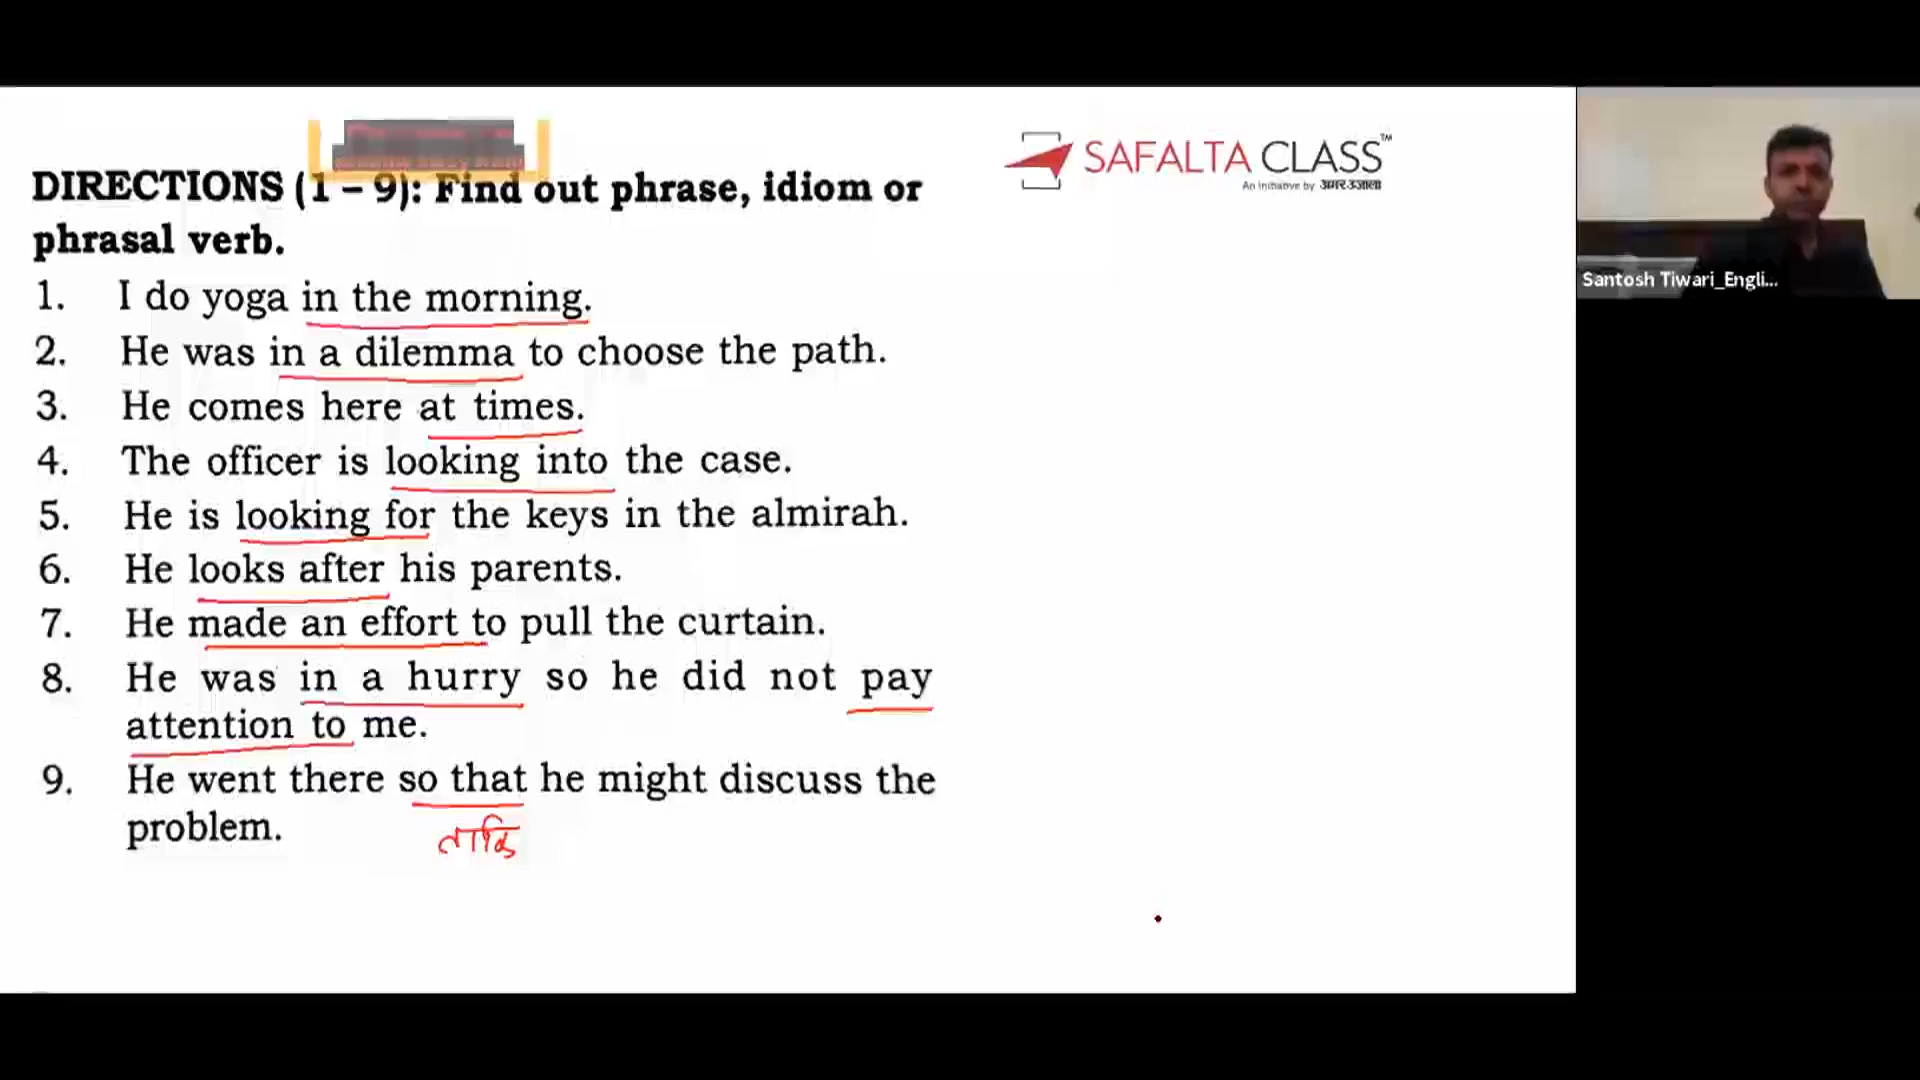 DIRECTIONS (1 – 9): Find out phrase, idiom or
phrasal verb.
1. I do yoga in the morning.
2. He was in a dilemma to choose the path.
3. He comes here at times.
4. The officer is looking into the case.
5. He is looking for the keys in the almirah.
6. He looks after his parents.
7. He made an effort to pull the curtain.
8. He was in a hurry so he did not pay
attention to me.
9. He went there so that he might discuss the
problem.
ताकि
SAFALTA CLASS™
An Initiative by अमर उजाला
Santosh Tiwari_Engli...